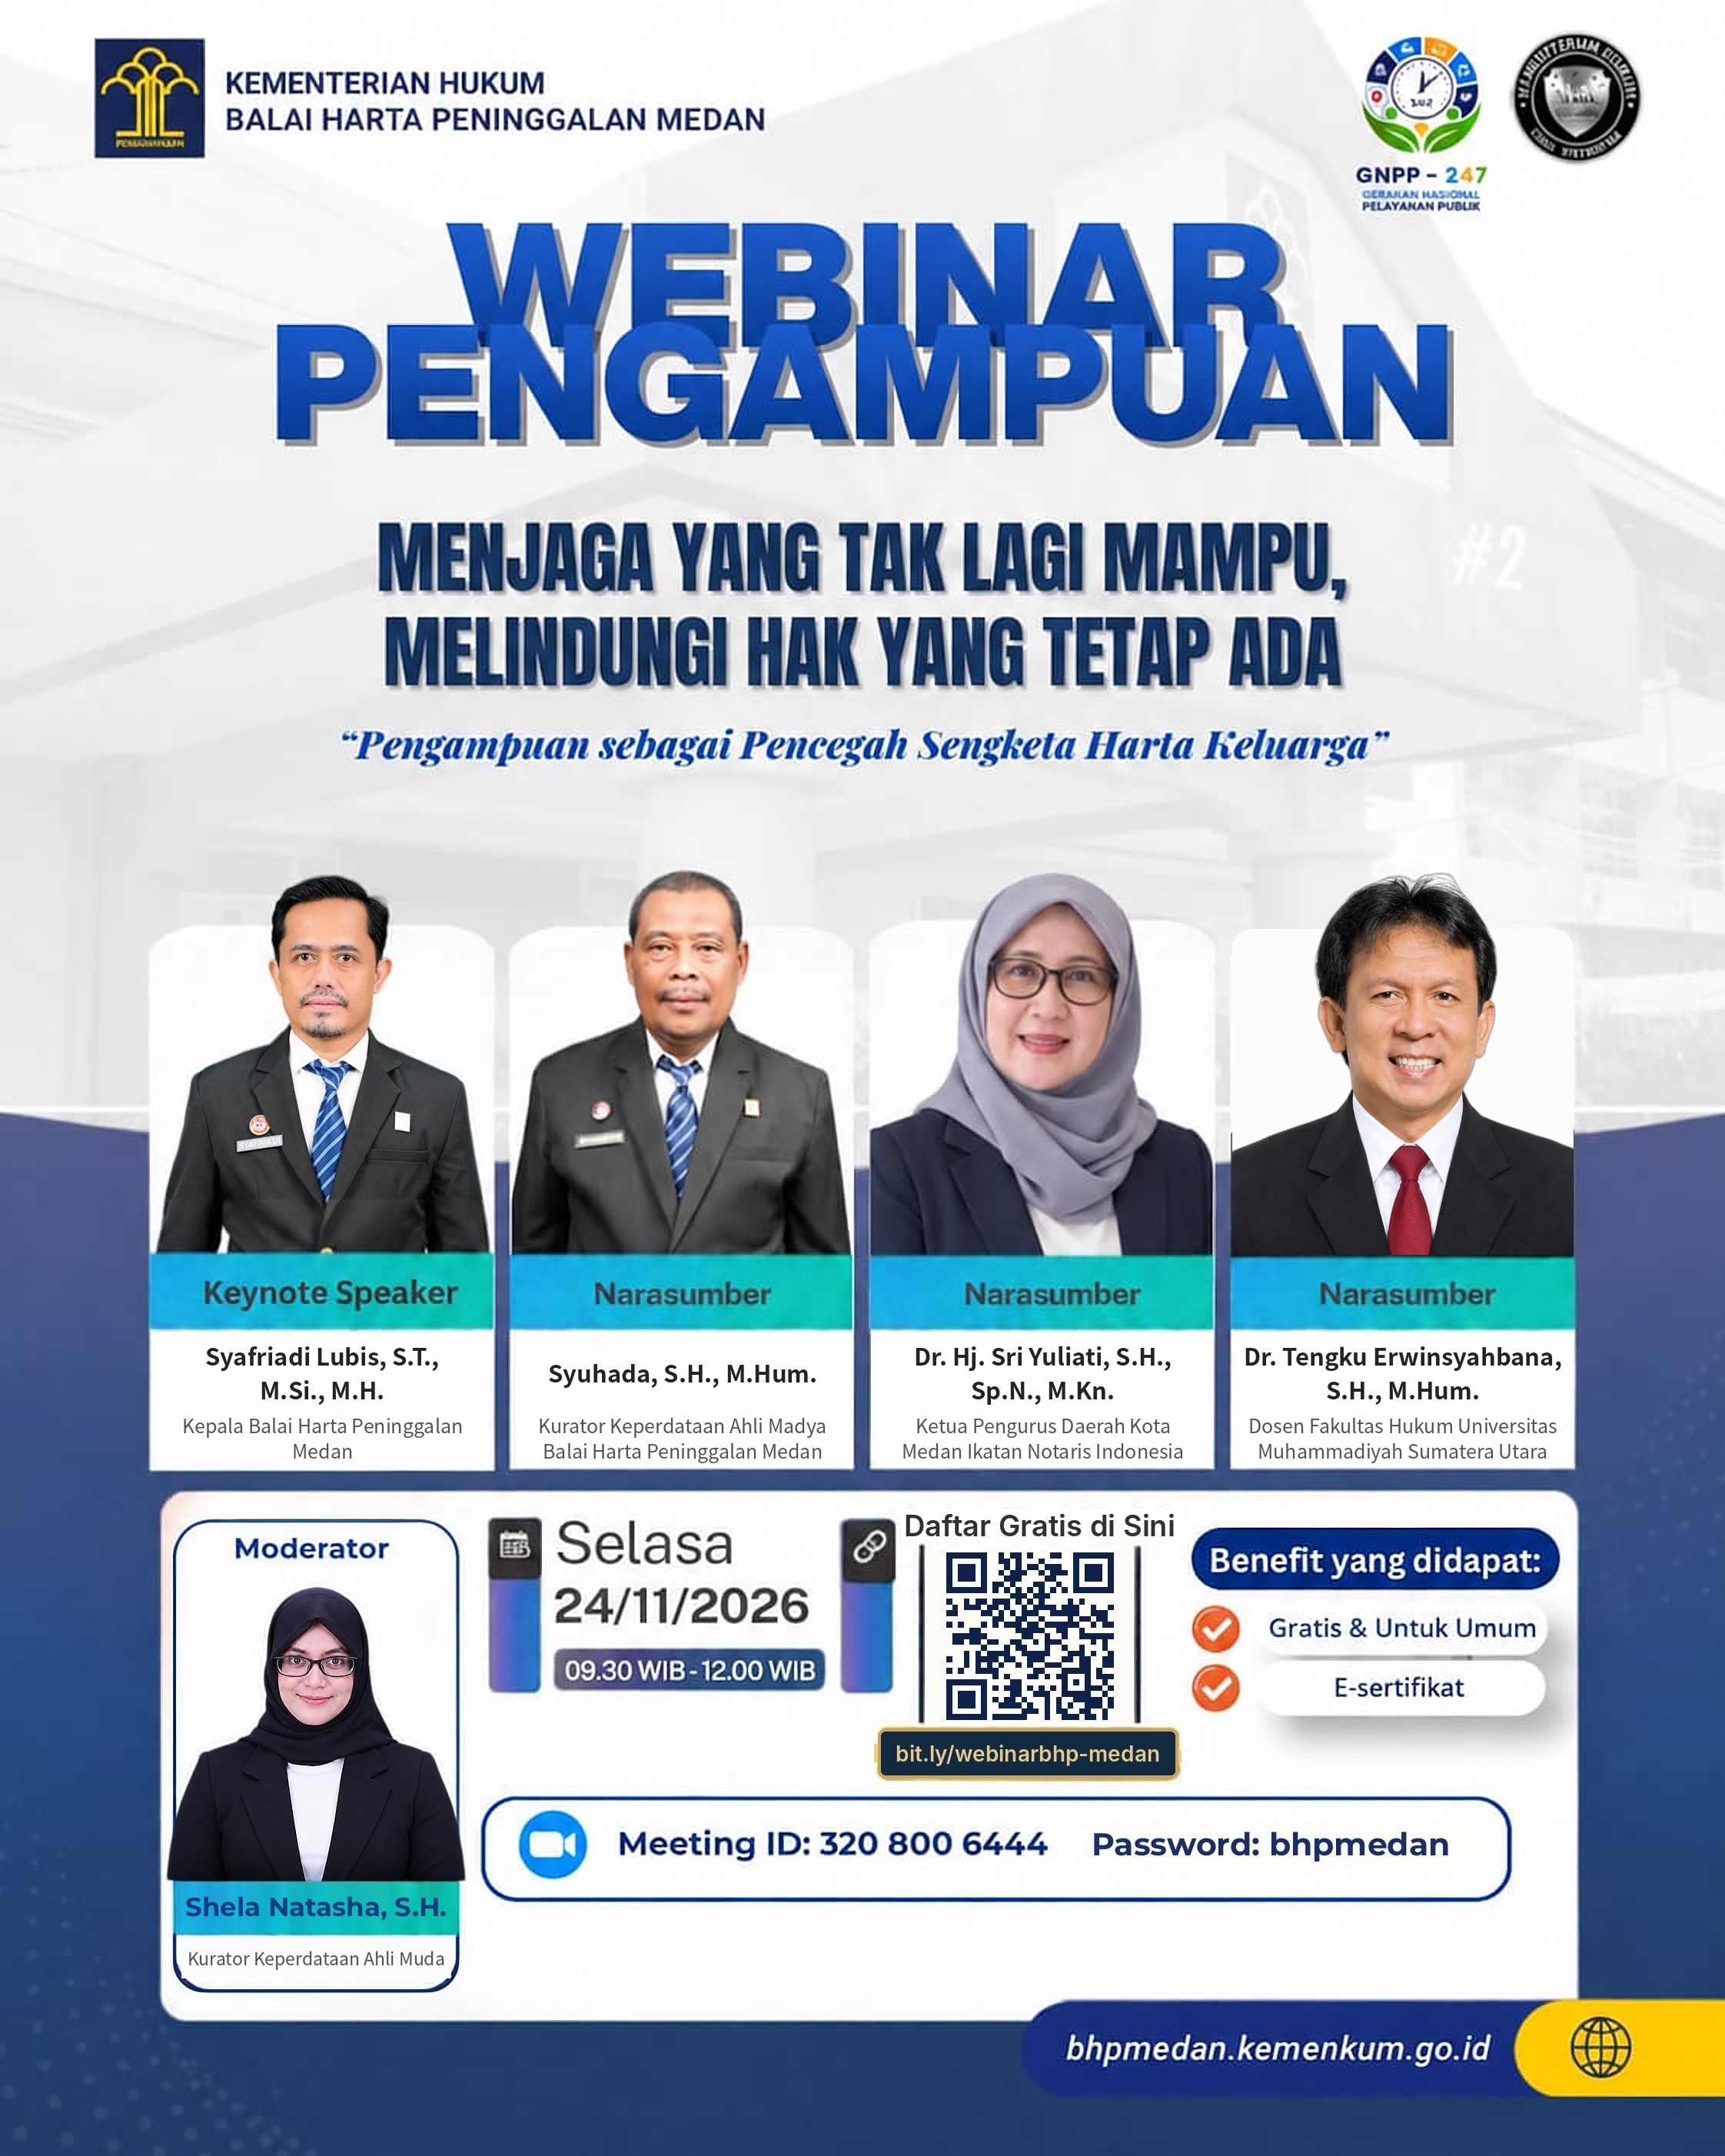 KEMENTERIAN HUKUM
BALAI HARTA PENINGGALAN MEDAN
GNPP - 247
GERAKAN NASIONAL
PELAYANAN PUBLIK
WEBINAR
PENGAMPUAN
MENJAGA YANG TAK LAGI MAMPU,
#2
MELINDUNGI HAK YANG TETAP ADA
“Pengampuan sebagai Pencegah Sengketa Harta Keluarga”
Keynote Speaker
Syafriadi Lubis, S.T.,
M.Si., M.H.
Kepala Balai Harta Peninggalan
Medan
Narasumber
Syuhada, S.H., M.Hum.
Kurator Keperdataan Ahli Madya
Balai Harta Peninggalan Medan
Narasumber
Dr. Hj. Sri Yuliati, S.H.,
Sp.N., M.Kn.
Ketua Pengurus Daerah Kota
Medan Ikatan Notaris Indonesia
Narasumber
Dr. Tengku Erwinsyahbana,
S.H., M.Hum.
Dosen Fakultas Hukum Universitas
Muhammadiyah Sumatera Utara
Moderator
Shela Natasha, S.H.
Kurator Keperdataan Ahli Muda
Selasa
24/11/2026
09.30 WIB - 12.00 WIB
Daftar Gratis di Sini
bit.ly/webinarbhp-medan
Benefit yang didapat:
Gratis & Untuk Umum
E-sertifikat
Meeting ID: 320 800 6444 Password: bhpmedan
bhpmedan.kemenkum.go.id